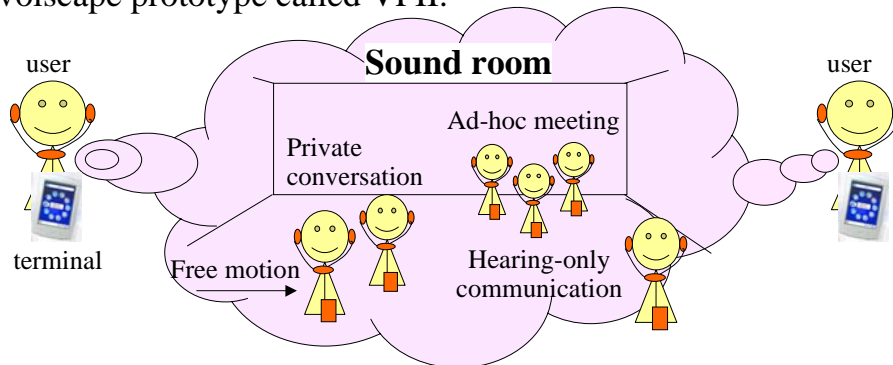 voiscape prototype called VPII.
Sound room
user
user
Ad-hoc meeting
Private
conversation
terminal
Free motion
Hearing-only
communication
terminal